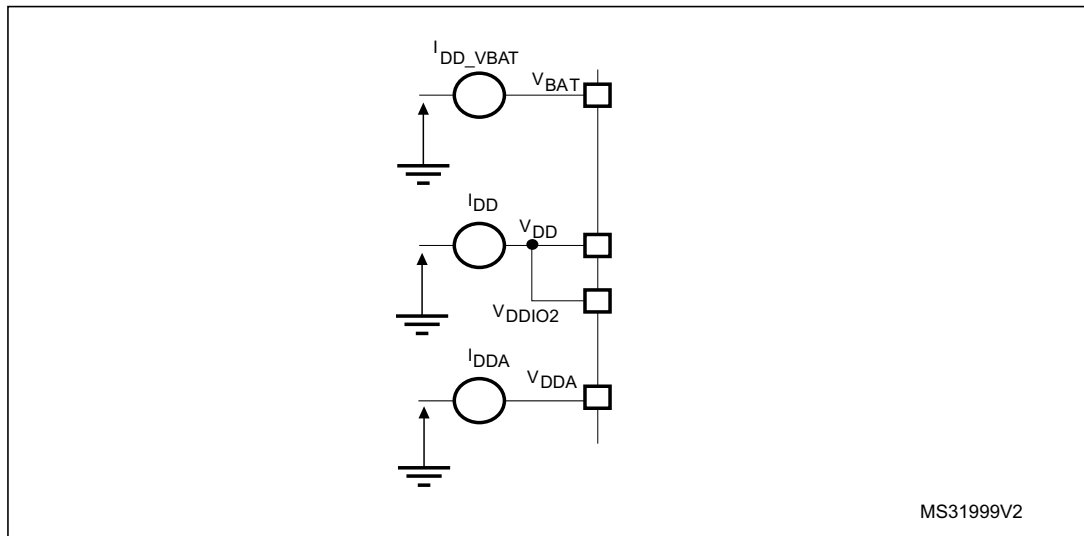 IDD_VBAT
VBAT
IDD
VDD
VDDIO2
IDDA
VDDA
MS31999V2